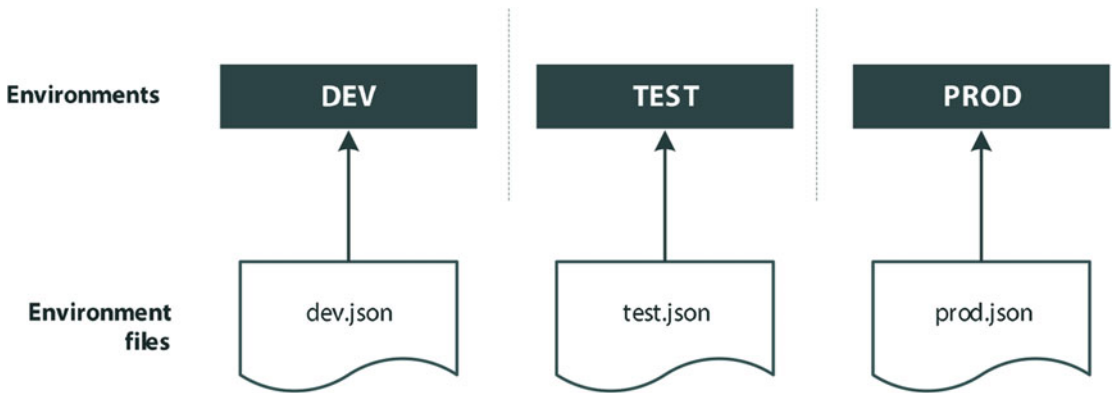 Environments
DEV
TEST
PROD
Environment
files
dev.json
test.json
prod.json